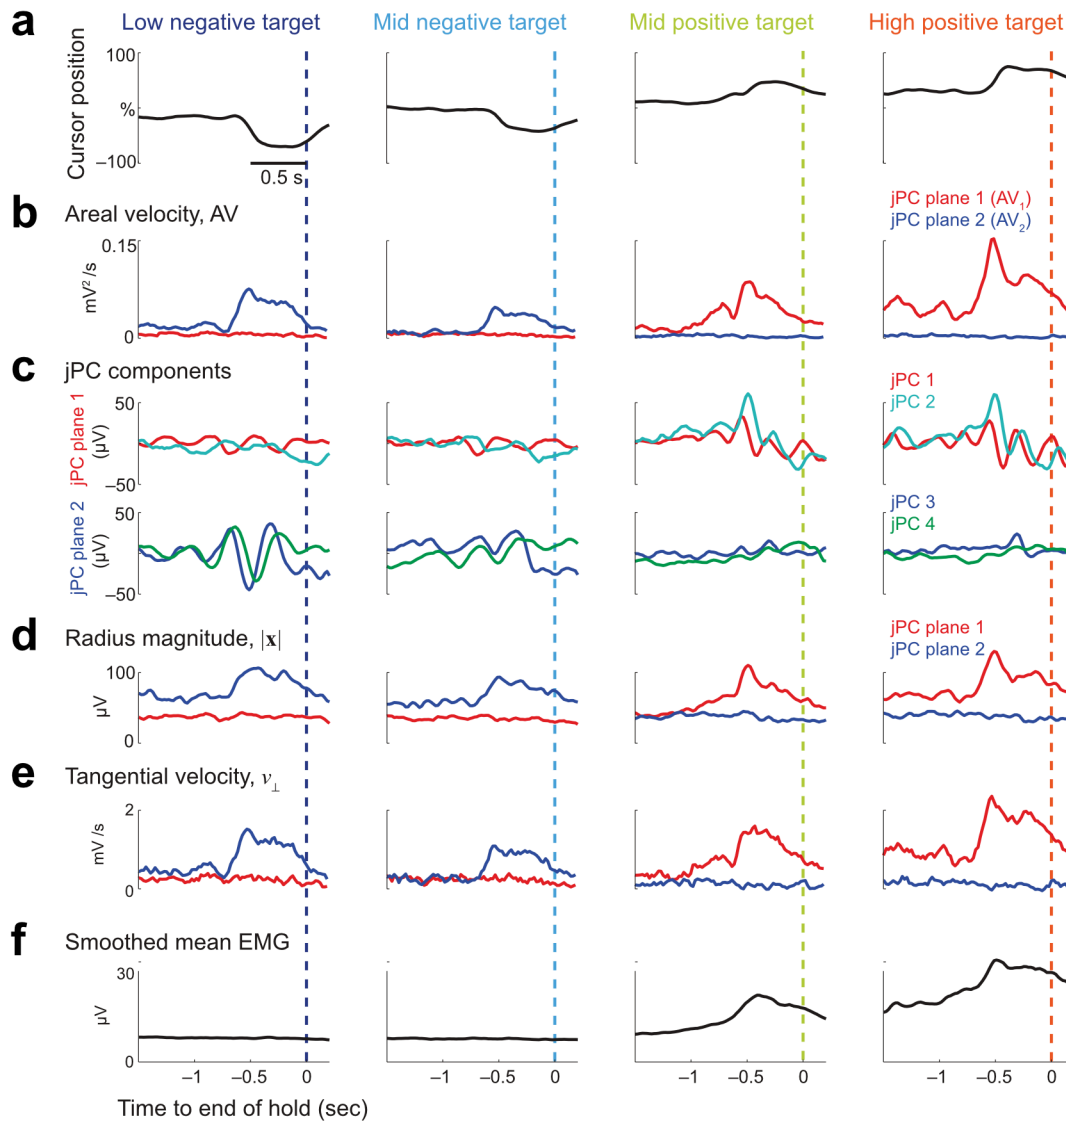 a
Low negative target
Mid negative target
Mid positive target
High positive target
Cursor position
100
%
–100
0.5 s
b
Areal velocity, AV
jPC plane 1 (AV₁)
jPC plane 2 (AV₂)
mV² /s
0.15
0
c
jPC components
jPC plane 1
(µV)
50
–50
jPC 1
jPC 2
jPC plane 2
(µV)
50
–50
jPC 3
jPC 4
d
Radius magnitude, |x|
jPC plane 1
jPC plane 2
µV
100
0
e
Tangential velocity, v⊥
mV /s
2
0
f
Smoothed mean EMG
µV
30
0
–1 –0.5 0
–1 –0.5 0
–1 –0.5 0
–1 –0.5 0
Time to end of hold (sec)